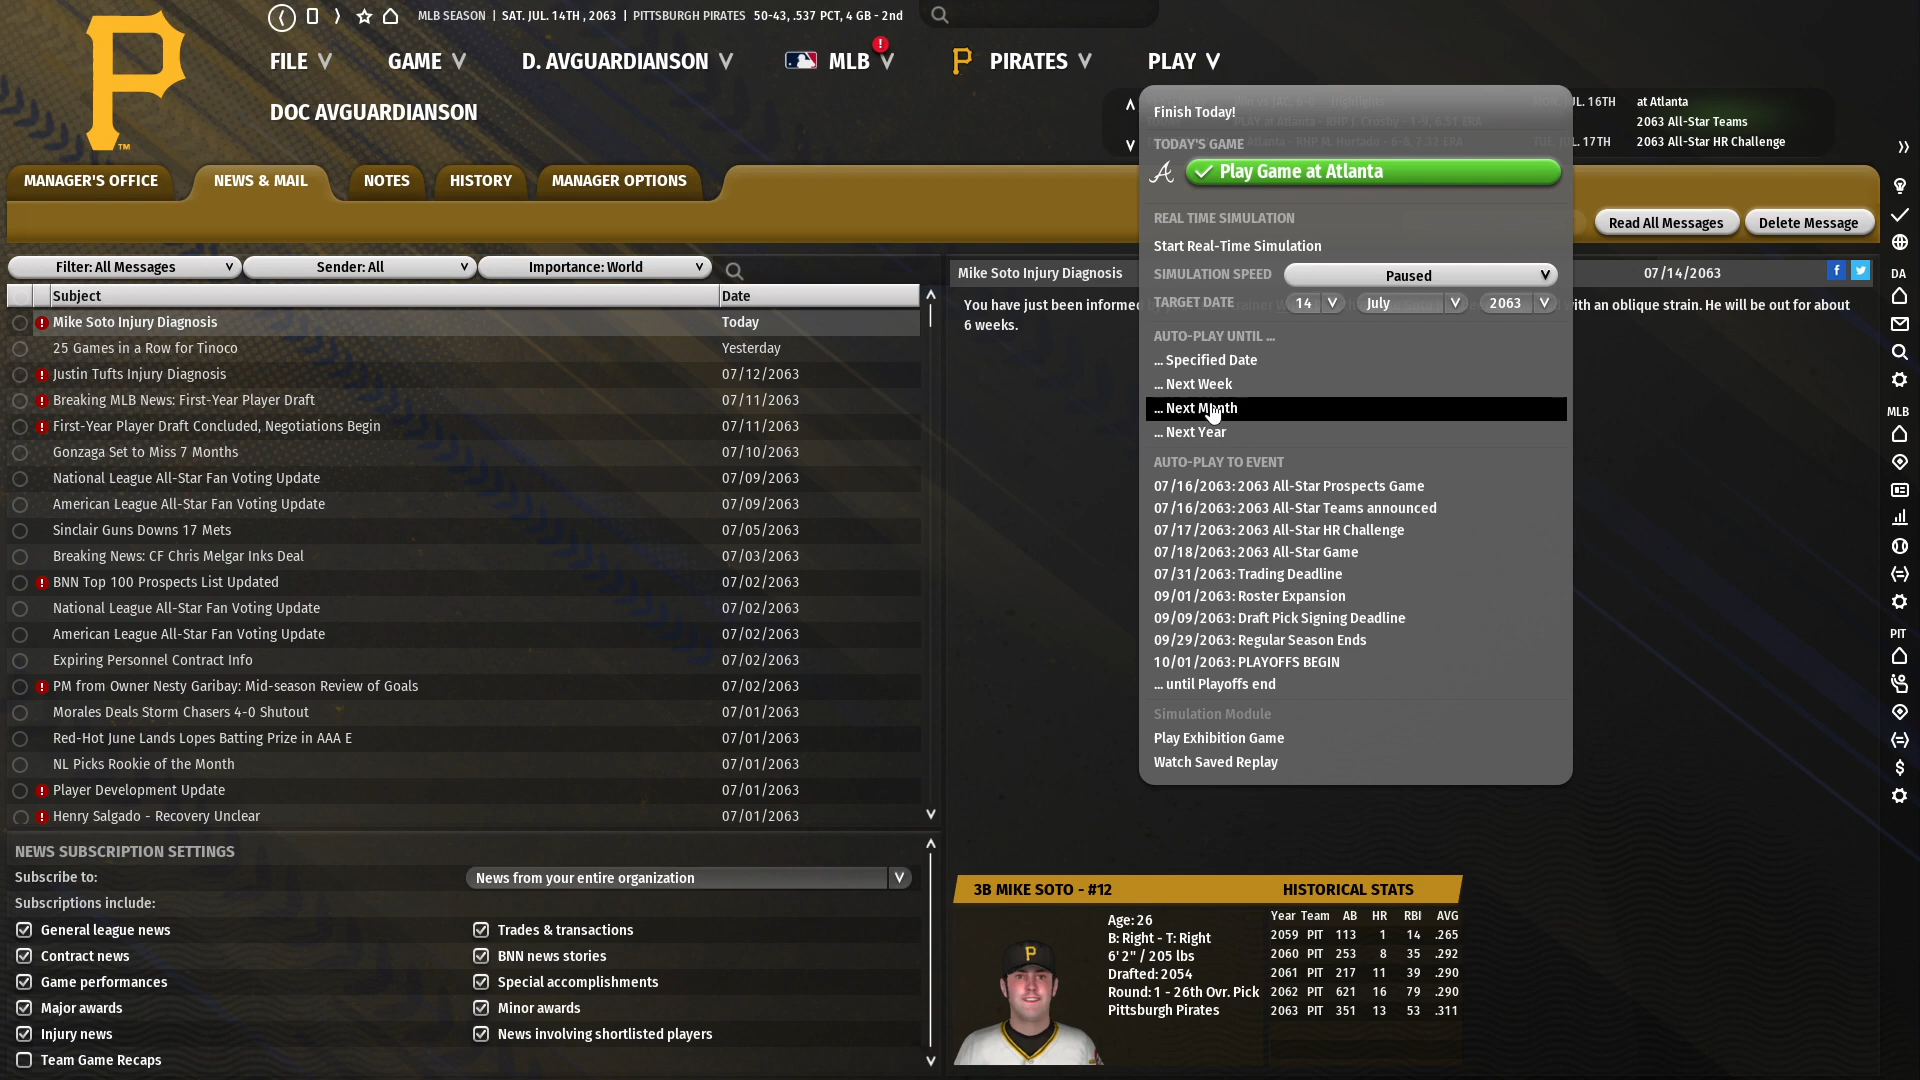 MLB SEASON | SAT. JUL. 14TH , 2063 | PITTSBURGH PIRATES 50-43, .537 PCT, 4 GB - 2nd
FILE GAME D. AVGUARDIANSON MLB ! PIRATES PLAY
DOC AVGUARDIANSON
JUL. 16TH at Atlanta
2063 All-Star Teams
TUE. JUL. 17TH 2063 All-Star HR Challenge
MANAGER'S OFFICE NEWS & MAIL NOTES HISTORY MANAGER OPTIONS
Read All Messages Delete Message
Filter: All Messages Sender: All Importance: World
Subject Date
! Mike Soto Injury Diagnosis Today
25 Games in a Row for Tinoco Yesterday
! Justin Tufts Injury Diagnosis 07/12/2063
! Breaking MLB News: First-Year Player Draft 07/11/2063
! First-Year Player Draft Concluded, Negotiations Begin 07/11/2063
Gonzaga Set to Miss 7 Months 07/10/2063
National League All-Star Fan Voting Update 07/09/2063
American League All-Star Fan Voting Update 07/09/2063
Sinclair Guns Downs 17 Mets 07/05/2063
Breaking News: CF Chris Melgar Inks Deal 07/03/2063
! BNN Top 100 Prospects List Updated 07/02/2063
National League All-Star Fan Voting Update 07/02/2063
American League All-Star Fan Voting Update 07/02/2063
Expiring Personnel Contract Info 07/02/2063
! PM from Owner Nesty Garibay: Mid-season Review of Goals 07/02/2063
Morales Deals Storm Chasers 4-0 Shutout 07/01/2063
Red-Hot June Lands Lopes Batting Prize in AAA E 07/01/2063
NL Picks Rookie of the Month 07/01/2063
! Player Development Update 07/01/2063
! Henry Salgado - Recovery Unclear 07/01/2063
NEWS SUBSCRIPTION SETTINGS
Subscribe to: News from your entire organization
Subscriptions include:
General league news Trades & transactions
Contract news BNN news stories
Game performances Special accomplishments
Major awards Minor awards
Injury news News involving shortlisted players
Team Game Recaps
Mike Soto Injury Diagnosis 07/14/2063
You have just been informed with an oblique strain. He will be out for about
6 weeks.
Finish Today!
TODAY'S GAME
Play Game at Atlanta
REAL TIME SIMULATION
Start Real-Time Simulation
SIMULATION SPEED Paused
TARGET DATE 14 July 2063
AUTO-PLAY UNTIL ...
... Specified Date
... Next Week
... Next Month
... Next Year
AUTO-PLAY TO EVENT
07/16/2063: 2063 All-Star Prospects Game
07/16/2063: 2063 All-Star Teams announced
07/17/2063: 2063 All-Star HR Challenge
07/18/2063: 2063 All-Star Game
07/31/2063: Trading Deadline
09/01/2063: Roster Expansion
09/09/2063: Draft Pick Signing Deadline
09/29/2063: Regular Season Ends
10/01/2063: PLAYOFFS BEGIN
... until Playoffs end
Simulation Module
Play Exhibition Game
Watch Saved Replay
3B MIKE SOTO - #12 HISTORICAL STATS
Age: 26
B: Right - T: Right
6' 2" / 205 lbs
Drafted: 2054
Round: 1 - 26th Ovr. Pick
Pittsburgh Pirates
Year Team AB HR RBI AVG
2059 PIT 113 1 14 .265
2060 PIT 253 8 35 .292
2061 PIT 217 11 39 .290
2062 PIT 621 16 79 .290
2063 PIT 351 13 53 .311
DA
MLB
PIT
$